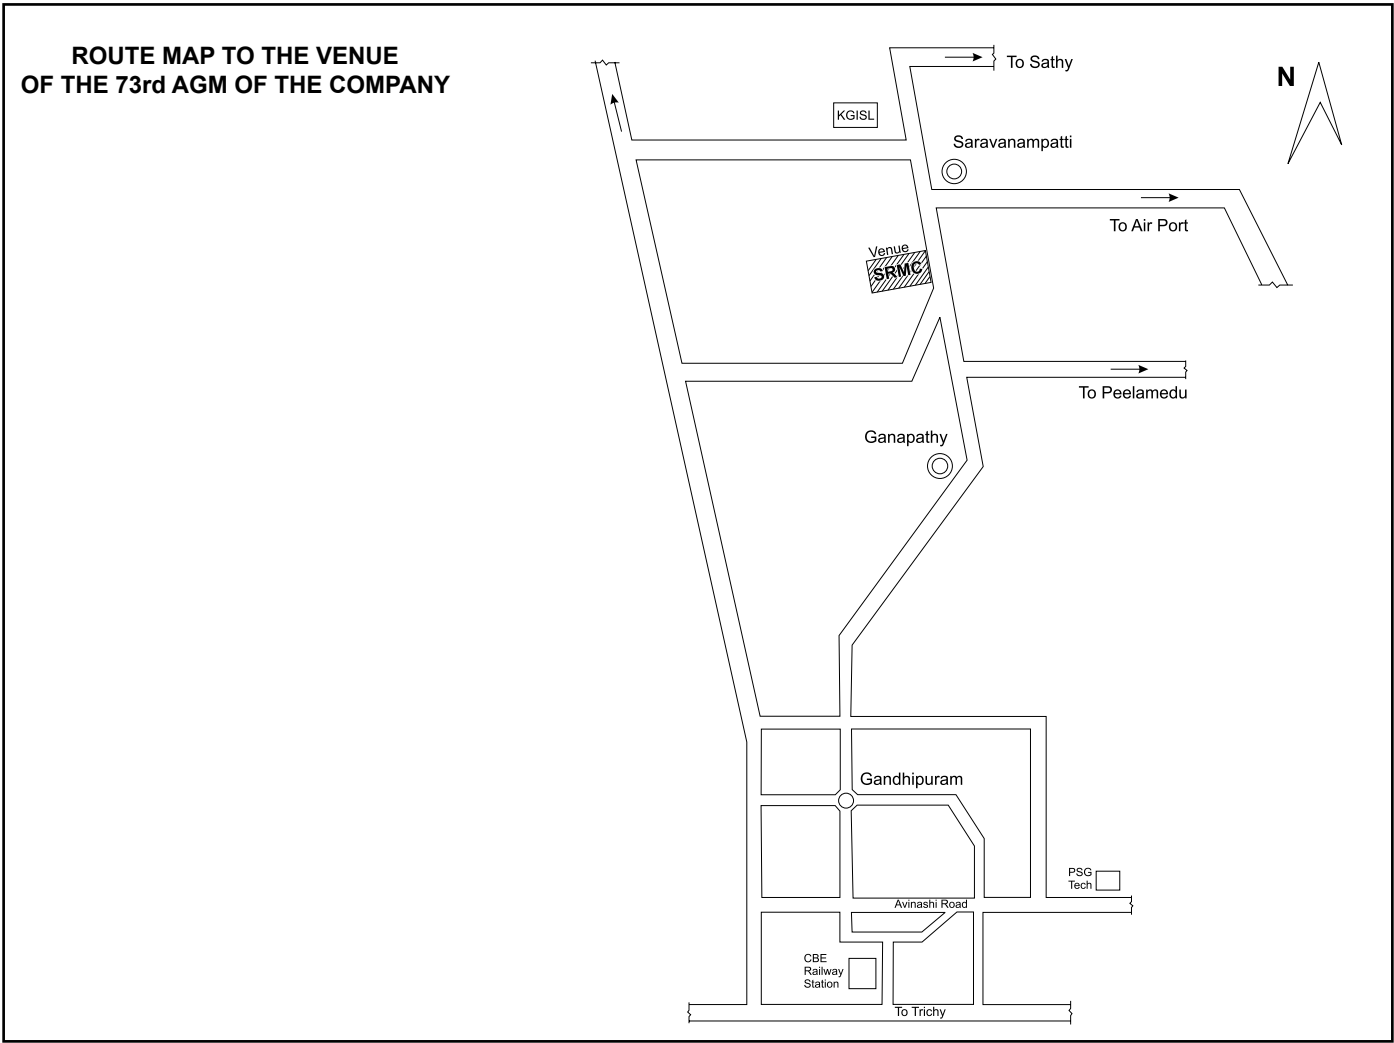 ROUTE MAP TO THE VENUE
OF THE 73rd AGM OF THE COMPANY
To Sathy
N
KGISL
Saravanampatti
To Air Port
Venue
SRMC
To Peelamedu
Ganapathy
Gandhipuram
PSG
Tech
Avinashi Road
CBE
Railway
Station
To Trichy